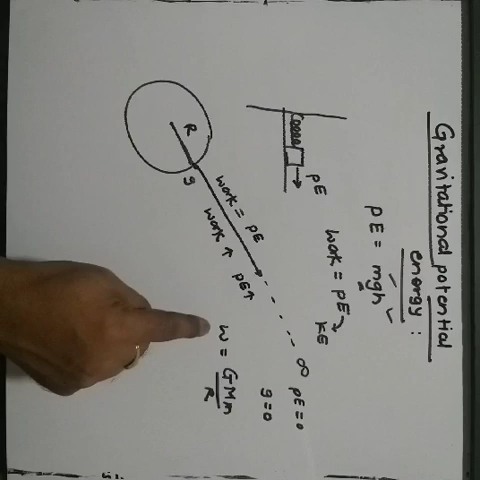 Gravitational potential
energy :
PE = mgh
work = PE
KE
PE
R
g
work = PE
work ↑ PE↑
∞ PE=0
g=0
W = GMm
R